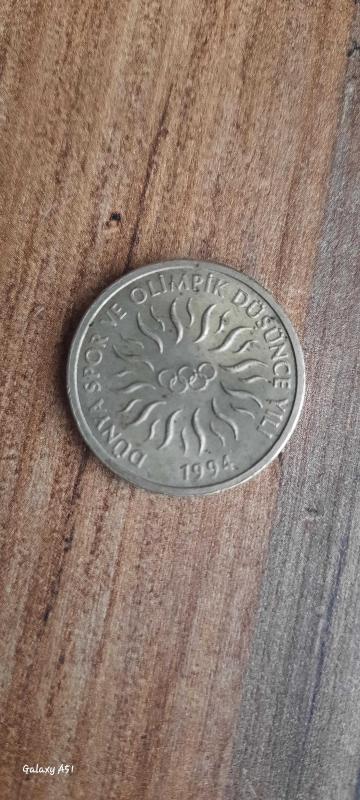 DÜNYA SPOR VE OLİMPİK DÜŞÜNCE YILI
1994
Galaxy A51